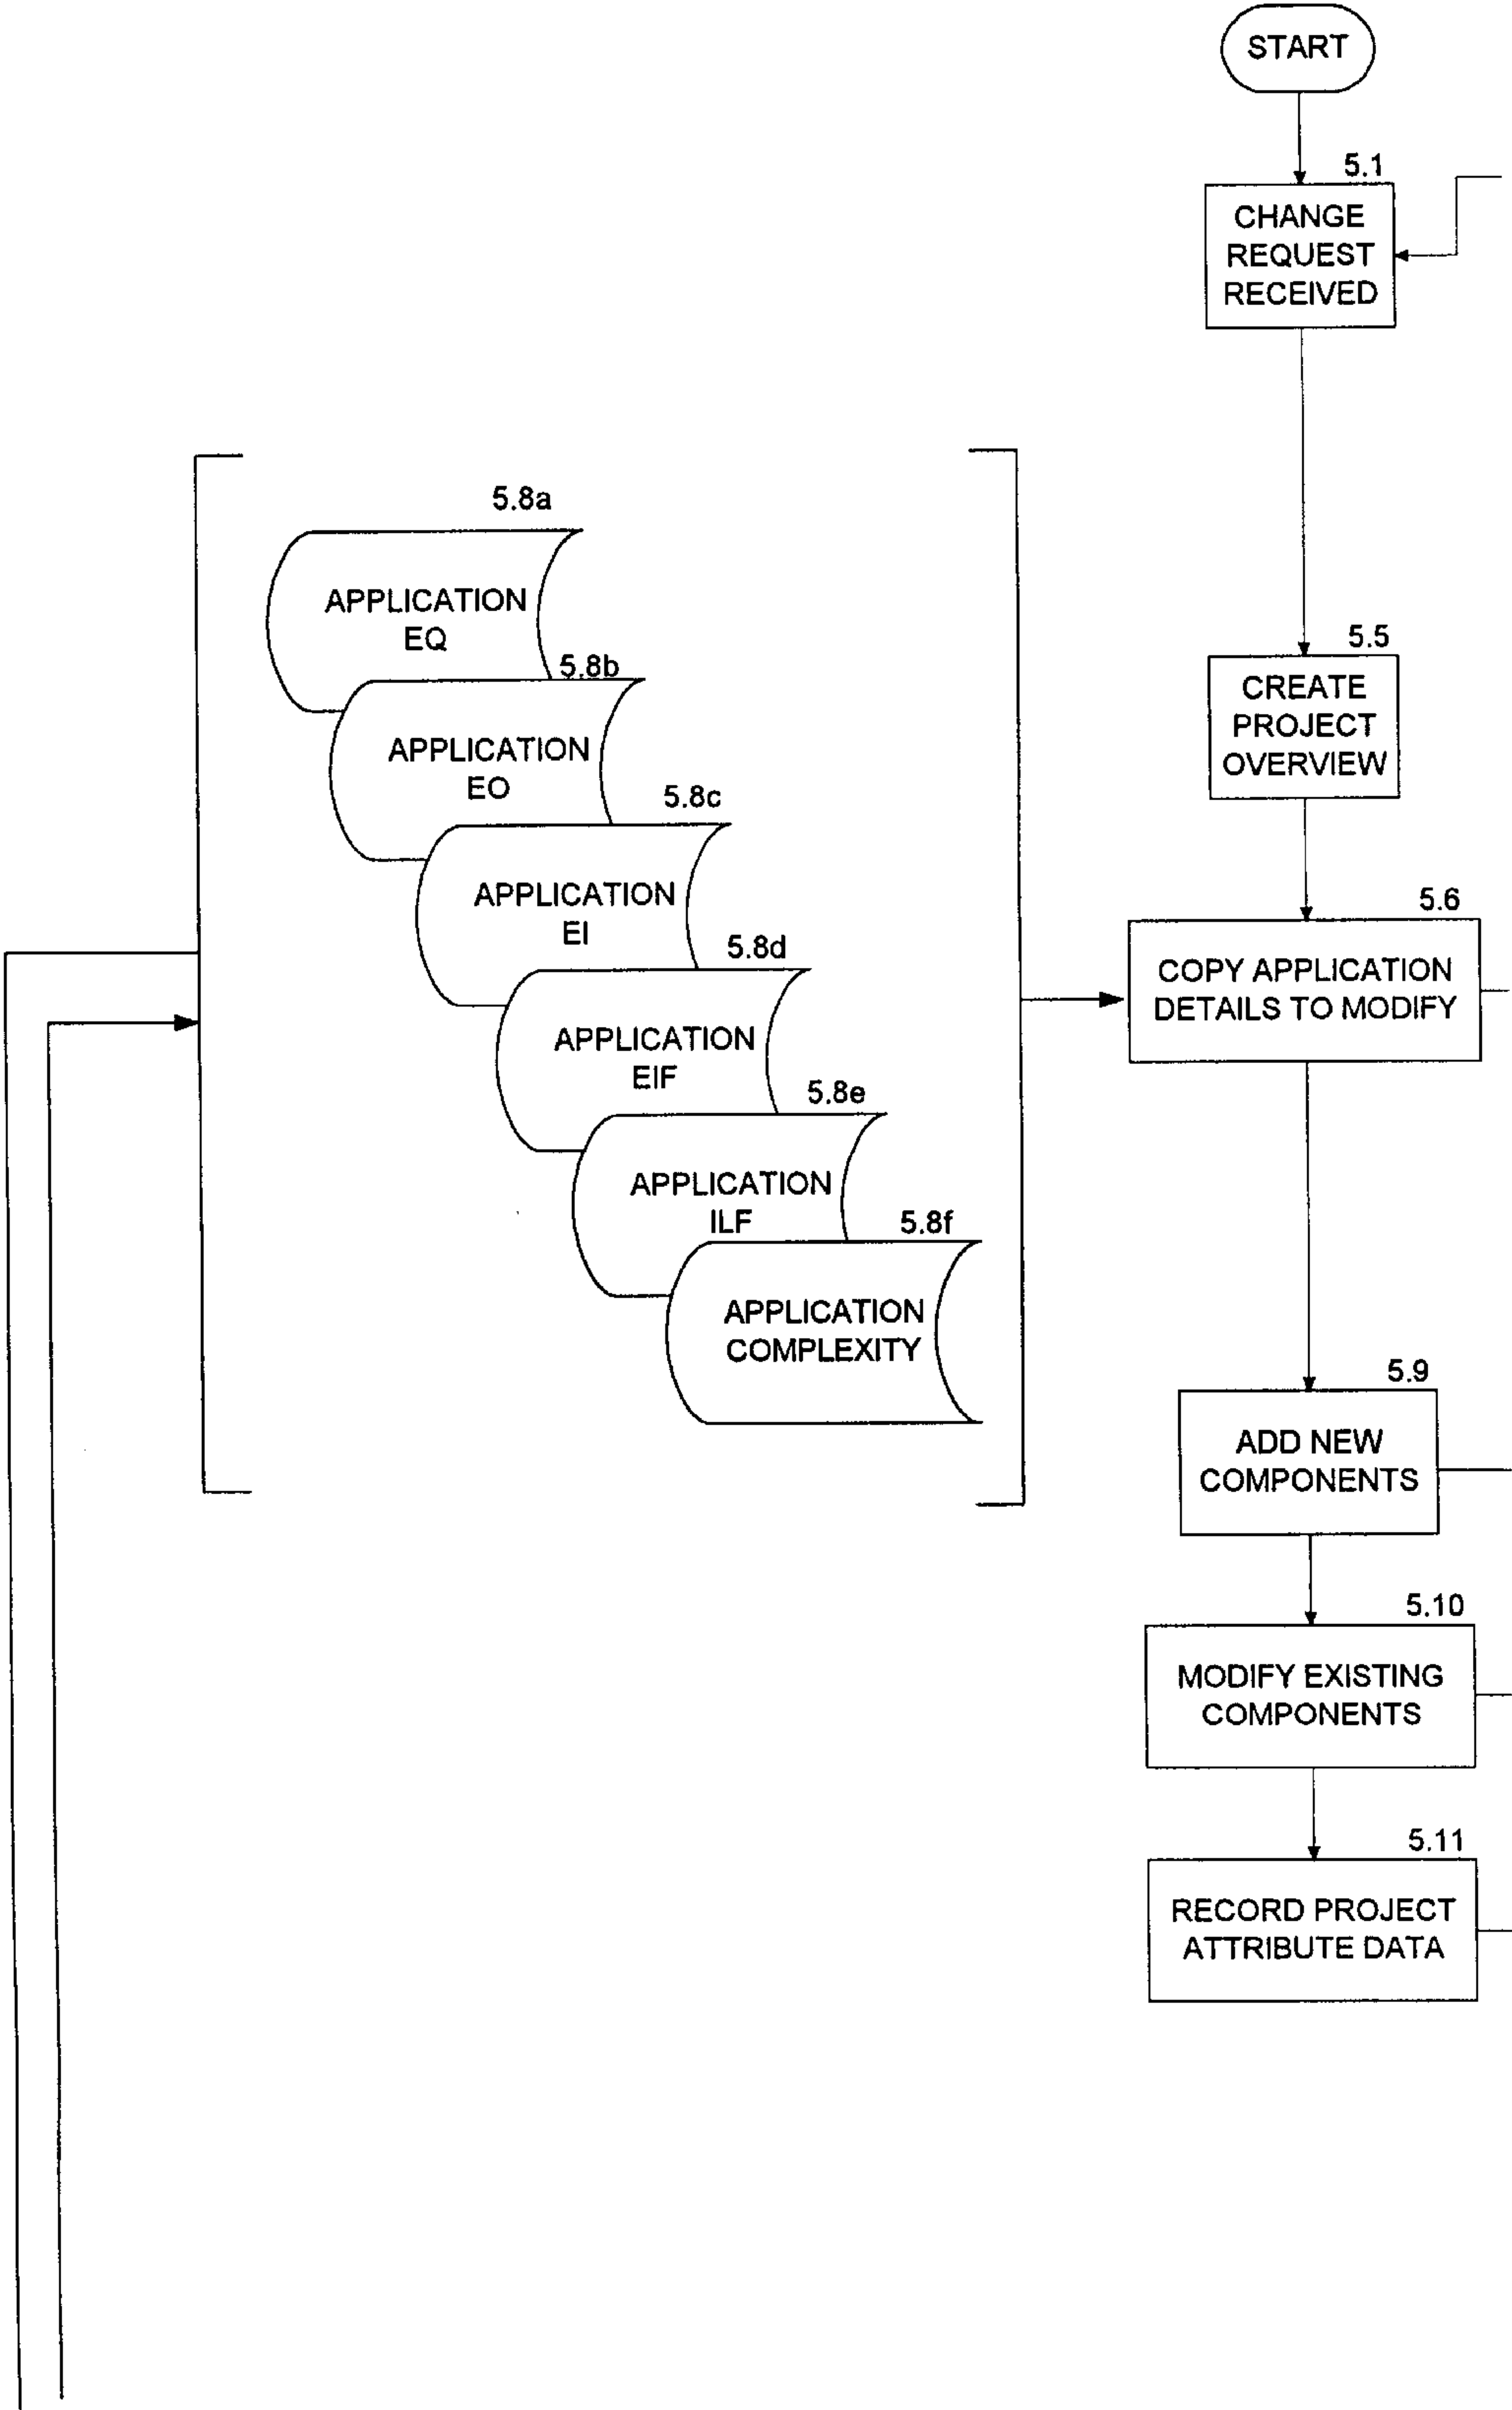 START
5.1
CHANGE
REQUEST
RECEIVED
5.8a
APPLICATION
EQ
5.8b
APPLICATION
EO
5.8c
APPLICATION
EI
5.8d
APPLICATION
EIF
5.8e
APPLICATION
ILF
5.8f
APPLICATION
COMPLEXITY
5.5
CREATE
PROJECT
OVERVIEW
5.6
COPY APPLICATION
DETAILS TO MODIFY
5.9
ADD NEW
COMPONENTS
5.10
MODIFY EXISTING
COMPONENTS
5.11
RECORD PROJECT
ATTRIBUTE DATA